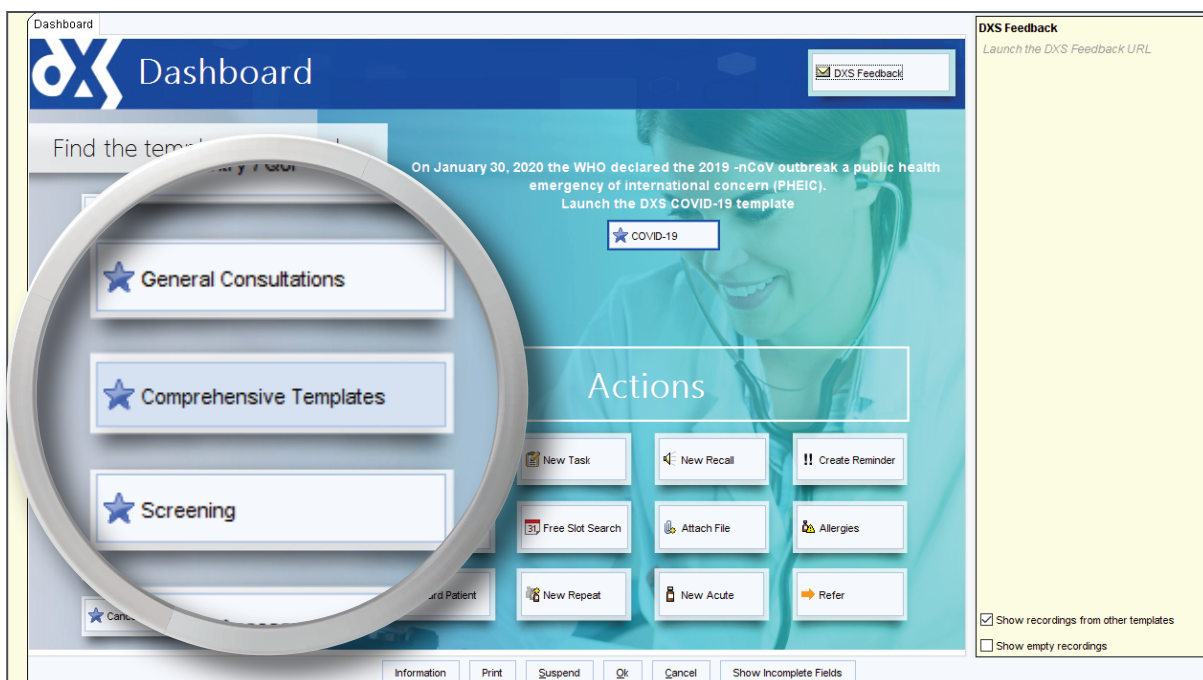 Dashboard
DXS Feedback
Launch the DXS Feedback URL
Dashboard
DXS Feedback
Find the
On January 30, 2020 the WHO declared the 2019 -nCoV outbreak a public health
emergency of international concern (PHEIC).
Launch the DXS COVID-19 template
COVID-19
General Consultations
Comprehensive Templates
Screening
Actions
New Task
New Recall
!! Create Reminder
Free Slot Search
Attach File
Allergies
Patient
New Repeat
New Acute
Refer
Show recordings from other templates
Show empty recordings
Information
Print
Suspend
Ok
Cancel
Show Incomplete Fields